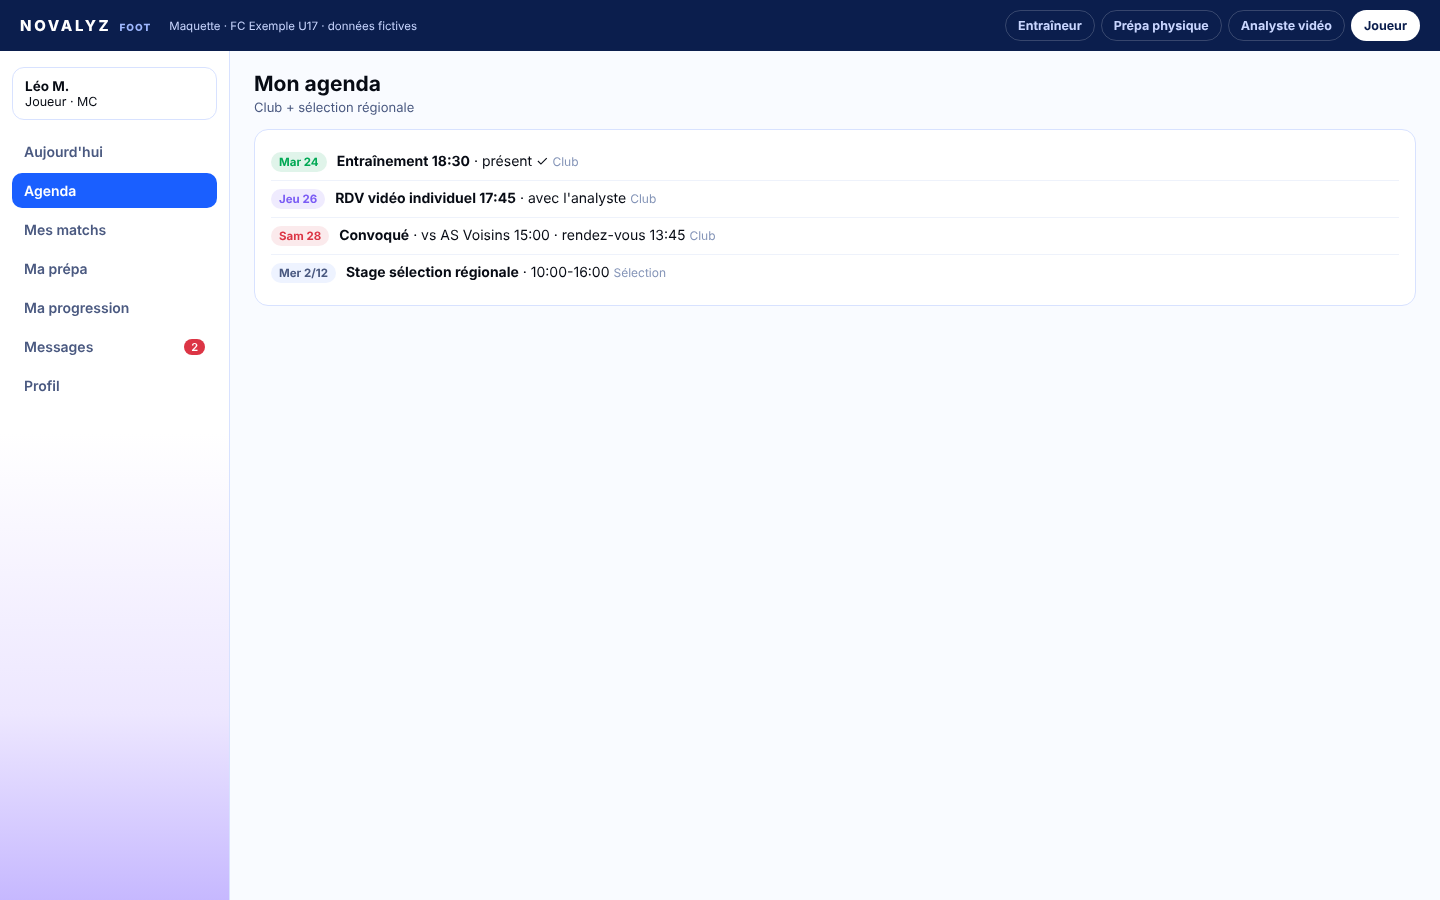 NOVALYZ FOOT Maquette · FC Exemple U17 · données fictives Entraîneur Prépa physique Analyste vidéo Joueur
Léo M.
Joueur · MC
Aujourd'hui
Agenda
Mes matchs
Ma prépa
Ma progression
Messages 2
Profil
Mon agenda
Club + sélection régionale
Mar 24 Entraînement 18:30 · présent ✓ Club
Jeu 26 RDV vidéo individuel 17:45 · avec l'analyste Club
Sam 28 Convoqué · vs AS Voisins 15:00 · rendez-vous 13:45 Club
Mer 2/12 Stage sélection régionale · 10:00-16:00 Sélection